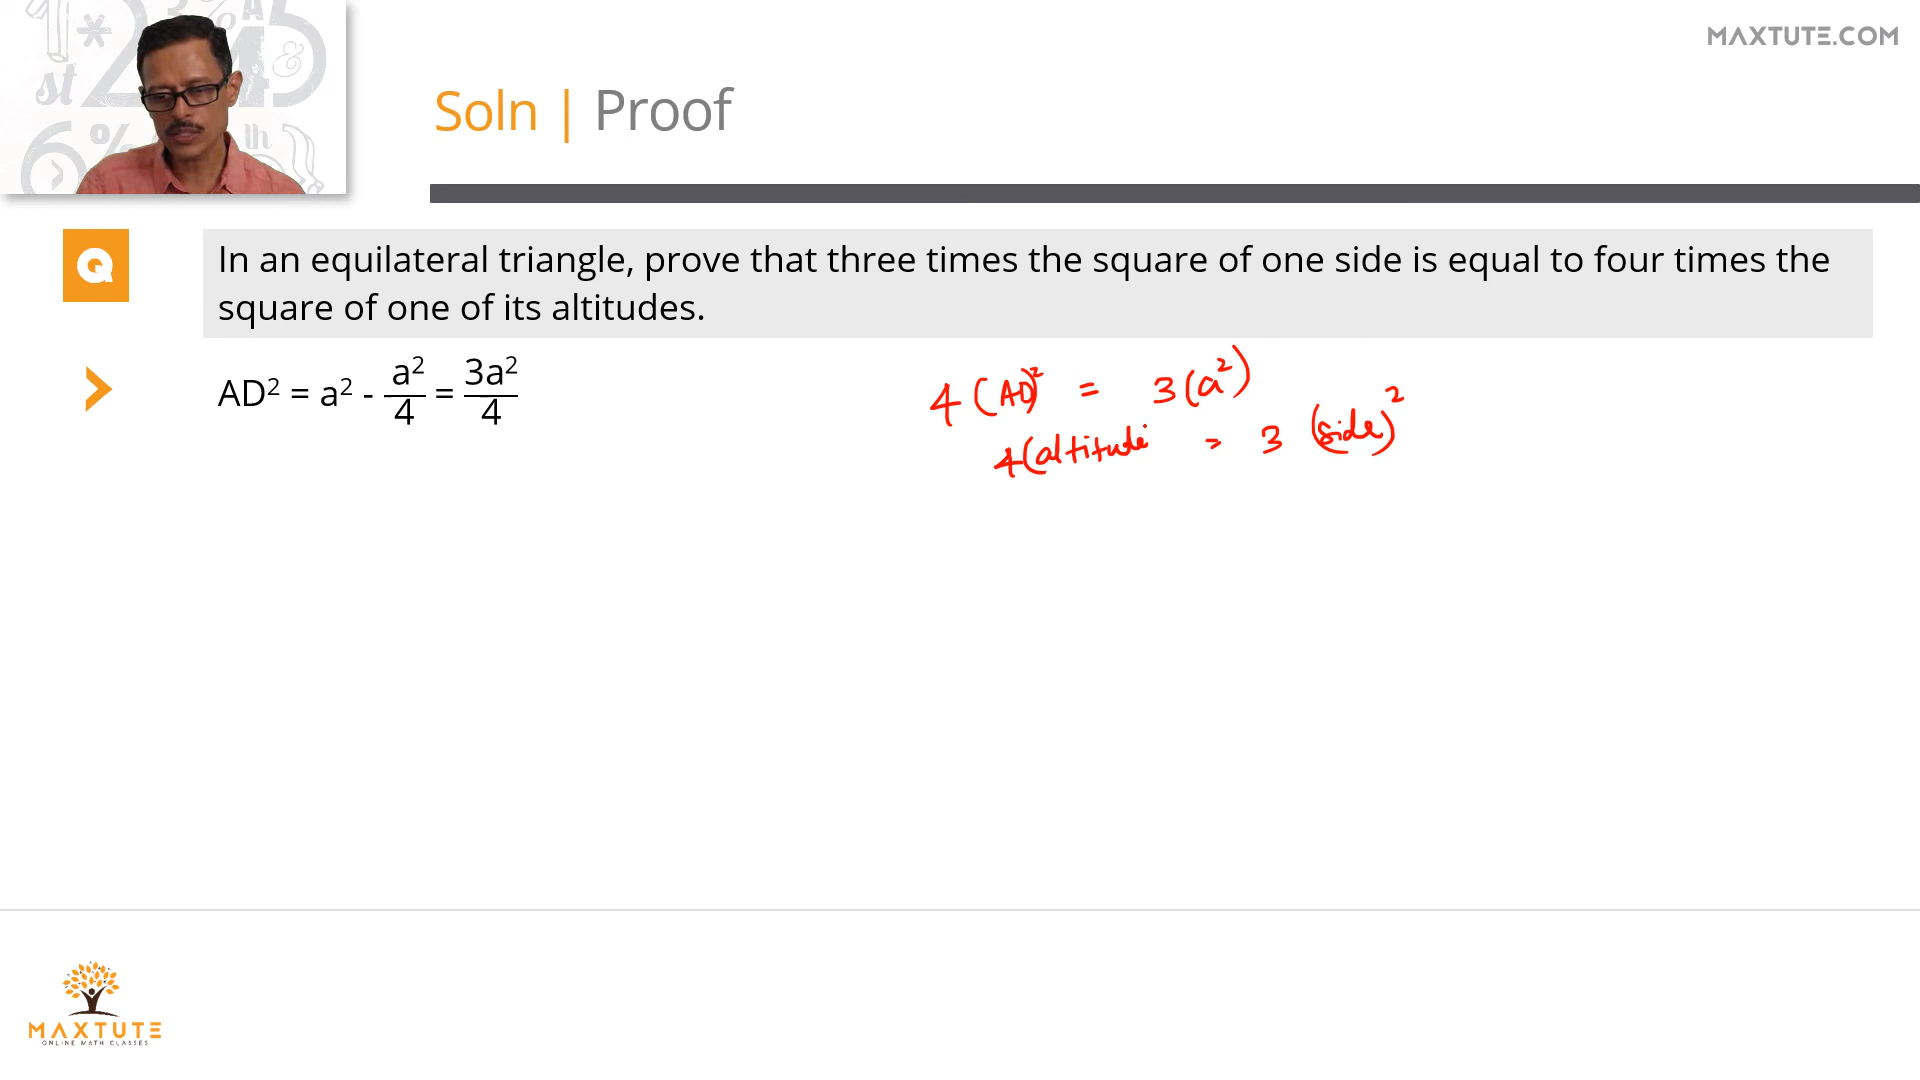 MAXTUTE.COM
Soln | Proof
Q
In an equilateral triangle, prove that three times the square of one side is equal to four times the
square of one of its altitudes.
AD² = a² - a²/4 = 3a²/4
4 (AD)² = 3(a²)
4(altitude = 3 (side)²
MAXTUTE
ONLINE MATH CLASSES